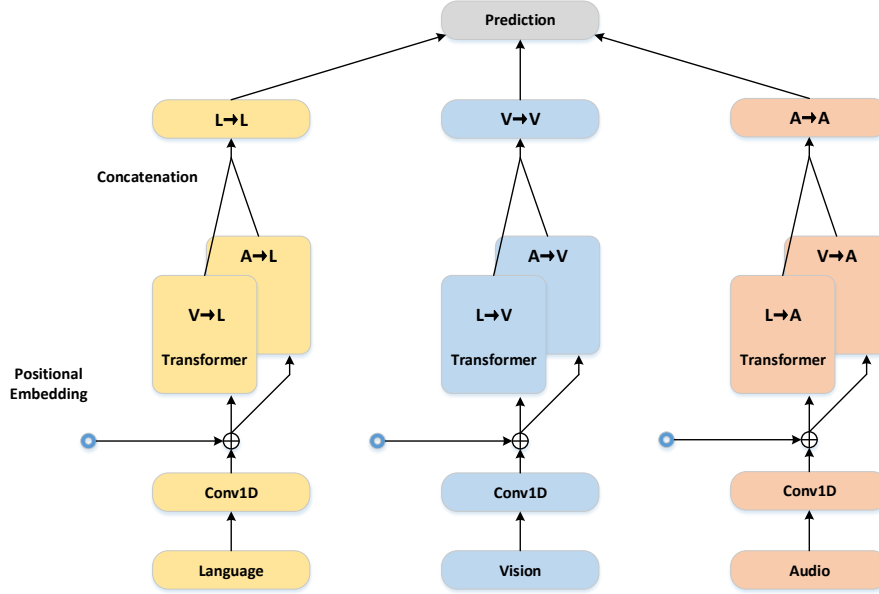 Prediction
L→L
V→V
A→A
Concatenation
A→L
A→V
V→A
V→L
L→V
L→A
Transformer
Transformer
Transformer
Positional
Embedding
Conv1D
Conv1D
Conv1D
Language
Vision
Audio